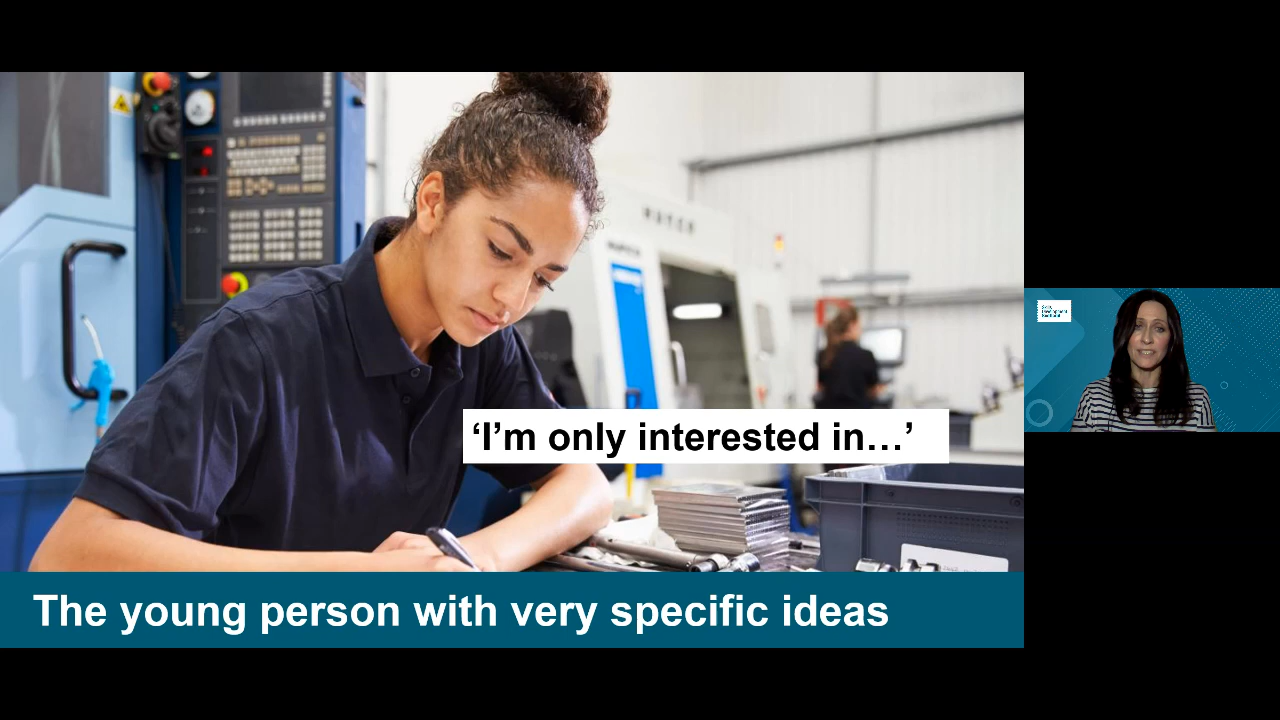 ‘I’m only interested in…’
The young person with very specific ideas